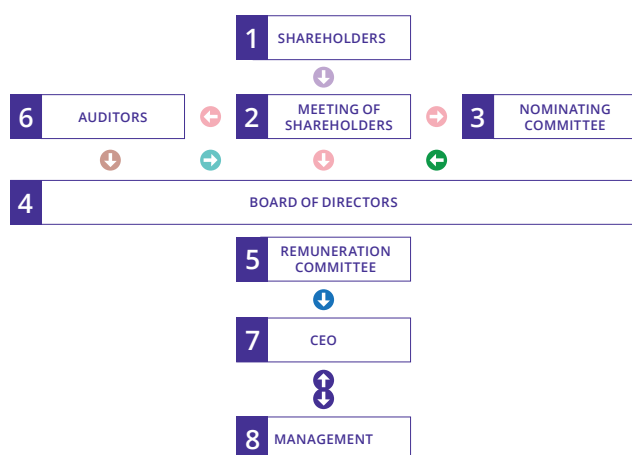 1 SHAREHOLDERS
6 AUDITORS
2 MEETING OF
SHAREHOLDERS
3 NOMINATING
COMMITTEE
4 BOARD OF DIRECTORS
5 REMUNERATION
COMMITTEE
7 CEO
8 MANAGEMENT